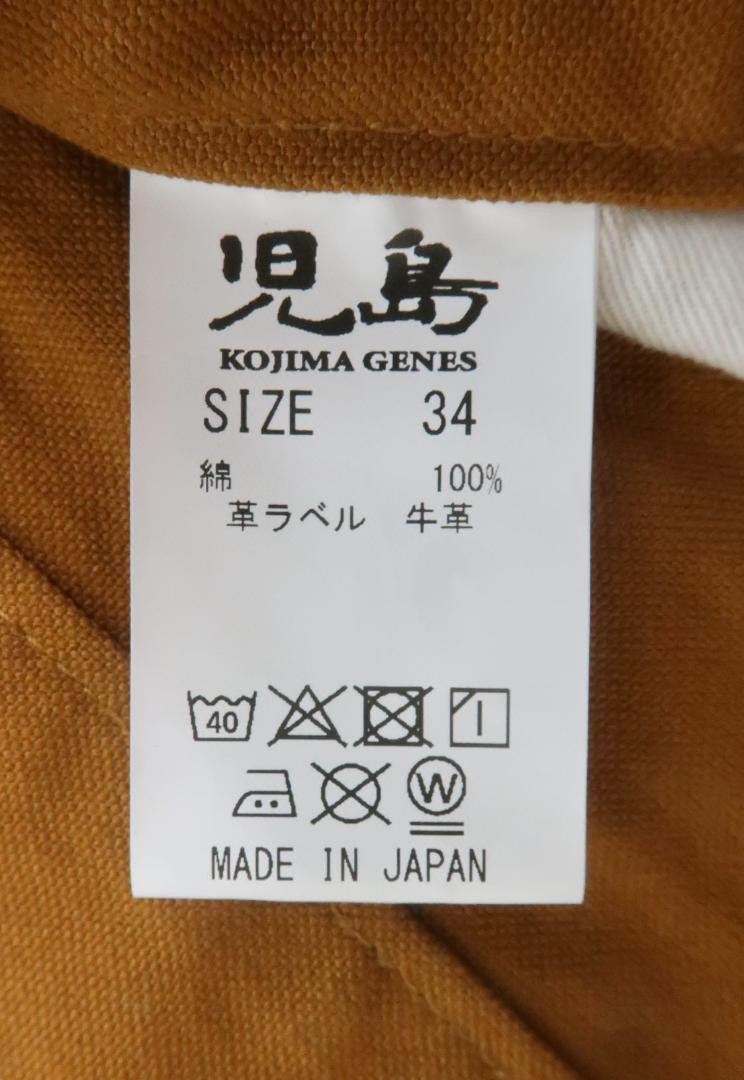 児島
KOJIMA GENES
SIZE 34
綿 100%
革ラベル 牛革
40
W
MADE IN JAPAN